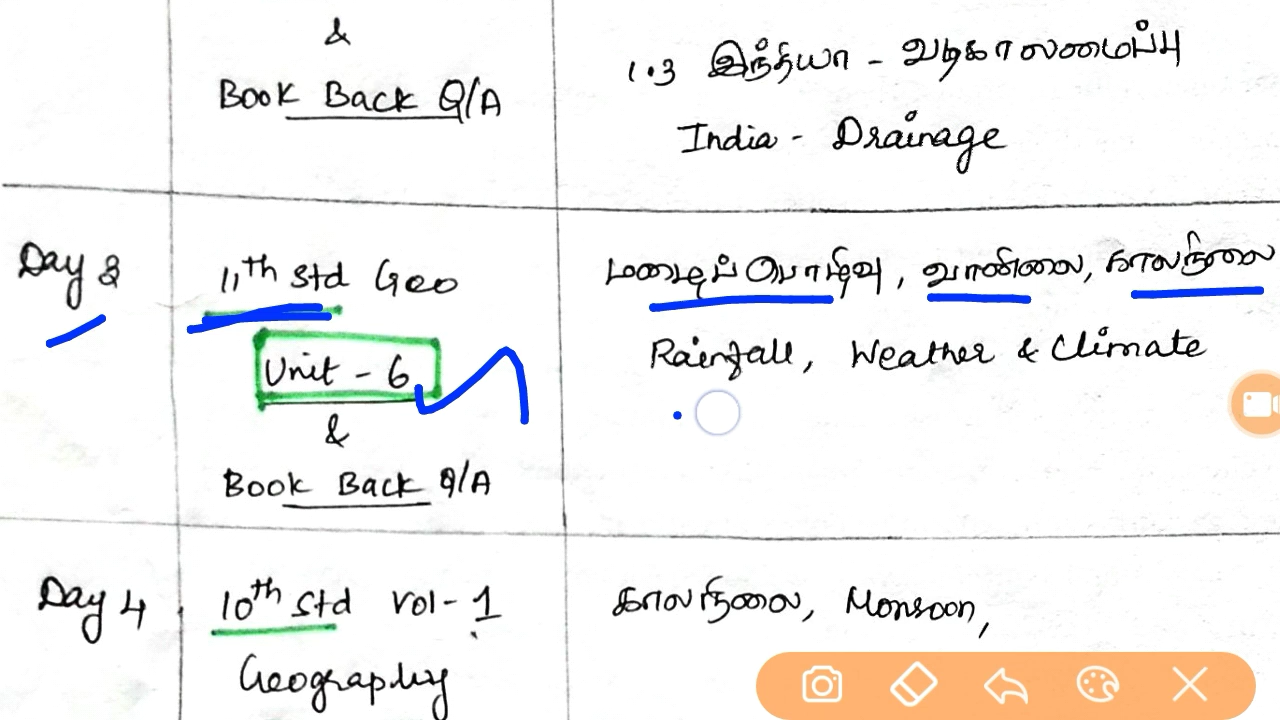 &
Book Back Q/A
1.3 இந்தியா - வடிகாலமைப்பு
India - Drainage
Day 3
11th std Geo
Unit - 6
&
Book Back Q/A
மழைப் பொழிவு, வானிலை, காலநிலை
Rainfall, Weather & Climate
Day 4
10th std vol - 1
Geography
காலநிலை, Monsoon,